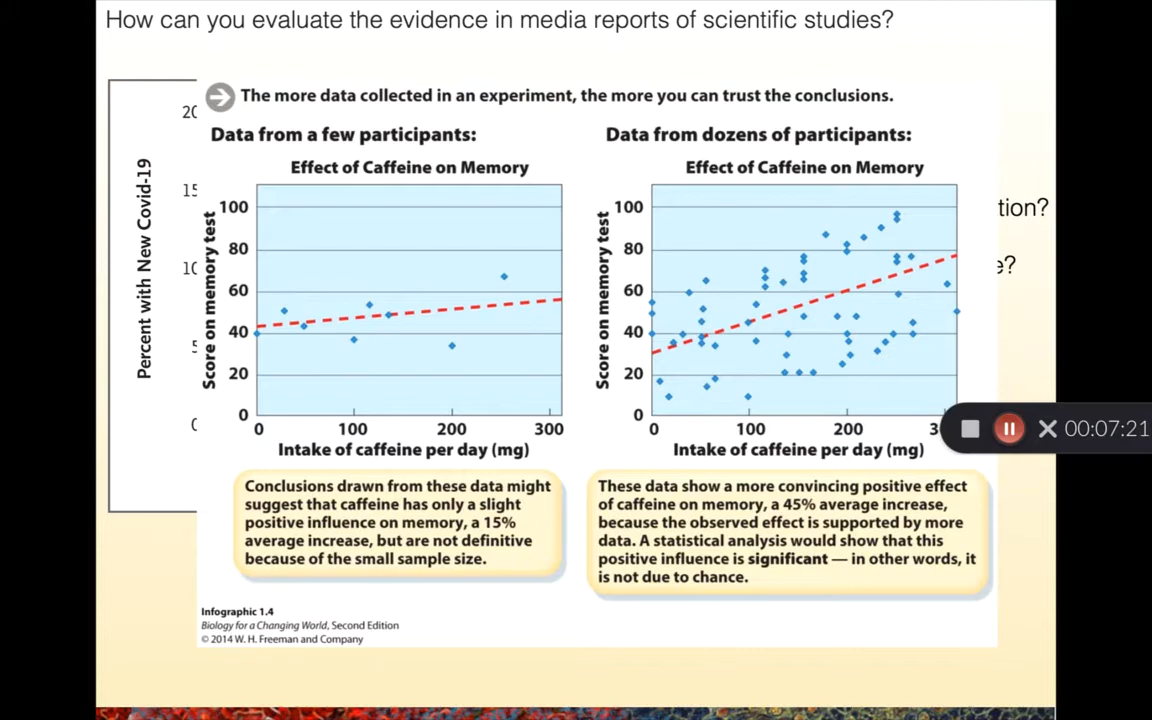 How can you evaluate the evidence in media reports of scientific studies?
The more data collected in an experiment, the more you can trust the conclusions.
Data from a few participants:
Data from dozens of participants:
Effect of Caffeine on Memory
Effect of Caffeine on Memory
Percent with New Covid-19
20
15
10
5
0
Score on memory test
100
80
60
40
20
0
0 100 200 300
Intake of caffeine per day (mg)
Score on memory test
100
80
60
40
20
0
0 100 200 3
Intake of caffeine per day (mg)
tion?
e?
00:07:21
Conclusions drawn from these data might
suggest that caffeine has only a slight
positive influence on memory, a 15%
average increase, but are not definitive
because of the small sample size.
These data show a more convincing positive effect
of caffeine on memory, a 45% average increase,
because the observed effect is supported by more
data. A statistical analysis would show that this
positive influence is significant — in other words, it
is not due to chance.
Infographic 1.4
Biology for a Changing World, Second Edition
© 2014 W. H. Freeman and Company